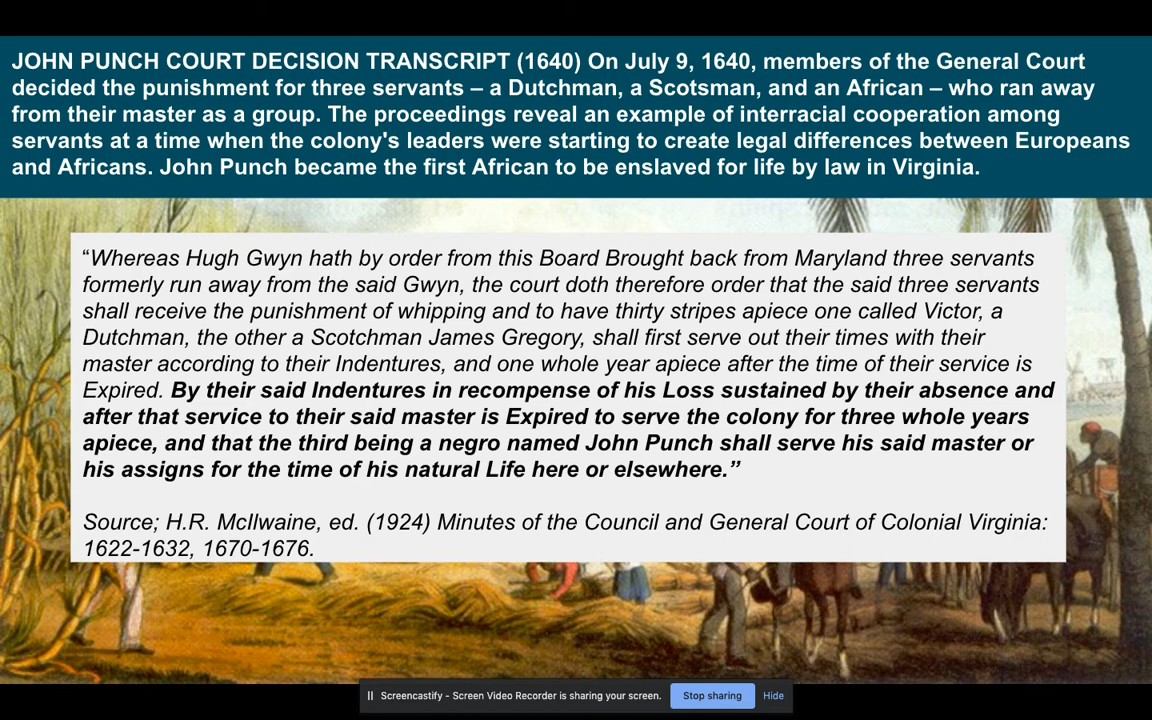 JOHN PUNCH COURT DECISION TRANSCRIPT (1640) On July 9, 1640, members of the General Court
decided the punishment for three servants – a Dutchman, a Scotsman, and an African – who ran away
from their master as a group. The proceedings reveal an example of interracial cooperation among
servants at a time when the colony's leaders were starting to create legal differences between Europeans
and Africans. John Punch became the first African to be enslaved for life by law in Virginia.
“Whereas Hugh Gwyn hath by order from this Board Brought back from Maryland three servants
formerly run away from the said Gwyn, the court doth therefore order that the said three servants
shall receive the punishment of whipping and to have thirty stripes apiece one called Victor, a
Dutchman, the other a Scotchman James Gregory, shall first serve out their times with their
master according to their Indentures, and one whole year apiece after the time of their service is
Expired. By their said Indentures in recompense of his Loss sustained by their absence and
after that service to their said master is Expired to serve the colony for three whole years
apiece, and that the third being a negro named John Punch shall serve his said master or
his assigns for the time of his natural Life here or elsewhere.”
Source; H.R. McIlwaine, ed. (1924) Minutes of the Council and General Court of Colonial Virginia:
1622-1632, 1670-1676.
Screencastify - Screen Video Recorder is sharing your screen. Stop sharing Hide